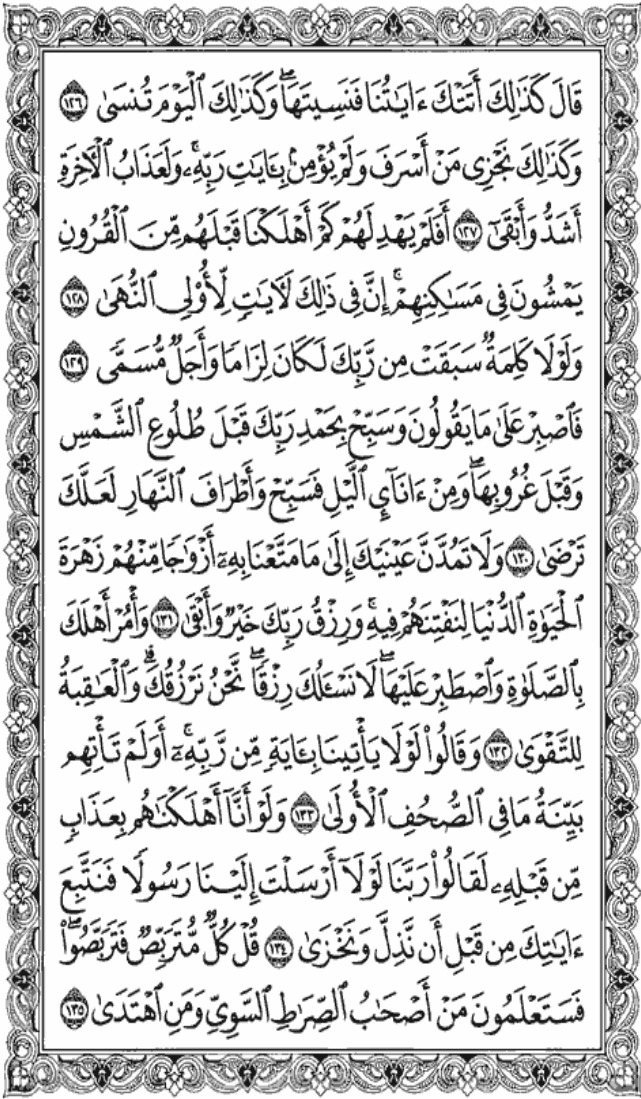 قَالَ كَذَٰلِكَ أَتَتْكَ ءَايَٰتُنَا فَنَسِيتَهَا ۖ وَكَذَٰلِكَ ٱلْيَوْمَ تُنسَىٰ ١٢٦
وَكَذَٰلِكَ نَجْزِى مَنْ أَسْرَفَ وَلَمْ يُؤْمِنۢ بِـَٔايَٰتِ رَبِّهِۦ ۚ وَلَعَذَابُ ٱلْءَاخِرَةِ
أَشَدُّ وَأَبْقَىٰٓ ١٢٧ أَفَلَمْ يَهْدِ لَهُمْ كَمْ أَهْلَكْنَا قَبْلَهُم مِّنَ ٱلْقُرُونِ
يَمْشُونَ فِى مَسَٰكِنِهِمْ ۗ إِنَّ فِى ذَٰلِكَ لَءَايَٰتٍ لِّأُو۟لِى ٱلنُّهَىٰ ١٢٨
وَلَوْلَا كَلِمَةٌ سَبَقَتْ مِن رَّبِّكَ لَكَانَ لِزَامًا وَأَجَلٌ مُّسَمًّى ١٢٩
فَٱصْبِرْ عَلَىٰ مَا يَقُولُونَ وَسَبِّحْ بِحَمْدِ رَبِّكَ قَبْلَ طُلُوعِ ٱلشَّمْسِ
وَقَبْلَ غُرُوبِهَا ۖ وَمِنْ ءَانَآئِ ٱلَّيْلِ فَسَبِّحْ وَأَطْرَافَ ٱلنَّهَارِ لَعَلَّكَ
تَرْضَىٰ ١٣٠ وَلَا تَمُدَّنَّ عَيْنَيْكَ إِلَىٰ مَا مَتَّعْنَا بِهِۦٓ أَزْوَٰجًا مِّنْهُمْ زَهْرَةَ
ٱلْحَيَوٰةِ ٱلدُّنْيَا لِنَفْتِنَهُمْ فِيهِ ۚ وَرِزْقُ رَبِّكَ خَيْرٌ وَأَبْقَىٰ ١٣١ وَأْمُرْ أَهْلَكَ
بِٱلصَّلَوٰةِ وَٱصْطَبِرْ عَلَيْهَا ۖ لَا نَسْـَٔلُكَ رِزْقًا ۖ نَّحْنُ نَرْزُقُكَ ۗ وَٱلْعَٰقِبَةُ
لِلتَّقْوَىٰ ١٣٢ وَقَالُوا۟ لَوْلَا يَأْتِينَا بِـَٔايَةٍ مِّن رَّبِّهِۦٓ ۚ أَوَلَمْ تَأْتِهِم
بَيِّنَةُ مَا فِى ٱلصُّحُفِ ٱلْأُولَىٰ ١٣٣ وَلَوْ أَنَّآ أَهْلَكْنَٰهُم بِعَذَابٍ
مِّن قَبْلِهِۦ لَقَالُوا۟ رَبَّنَا لَوْلَآ أَرْسَلْتَ إِلَيْنَا رَسُولًا فَنَتَّبِعَ
ءَايَٰتِكَ مِن قَبْلِ أَن نَّذِلَّ وَنَخْزَىٰ ١٣٤ قُلْ كُلٌّ مُّتَرَبِّصٌ فَتَرَبَّصُوا۟ ۖ
فَسَتَعْلَمُونَ مَنْ أَصْحَٰبُ ٱلصِّرَٰطِ ٱلسَّوِىِّ وَمَنِ ٱهْتَدَىٰ ١٣٥